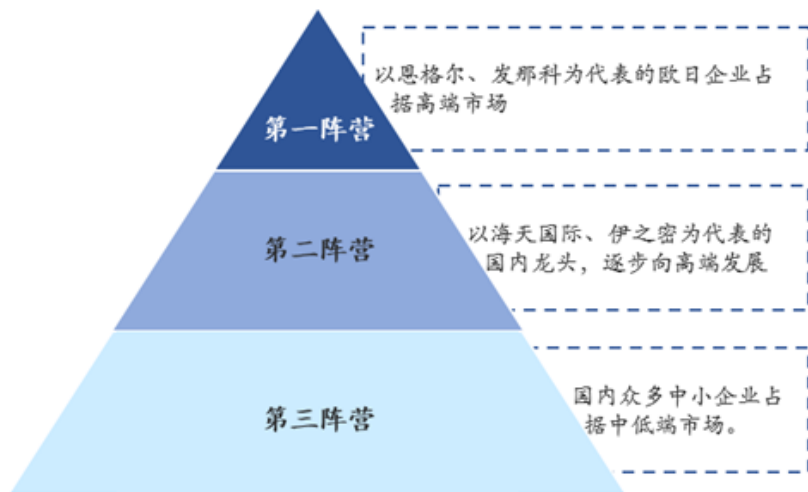 第一阵营
以恩格尔、发那科为代表的欧日企业占
据高端市场
第二阵营
以海天国际、伊之密为代表的
国内龙头，逐步向高端发展
第三阵营
国内众多中小企业占
据中低端市场。